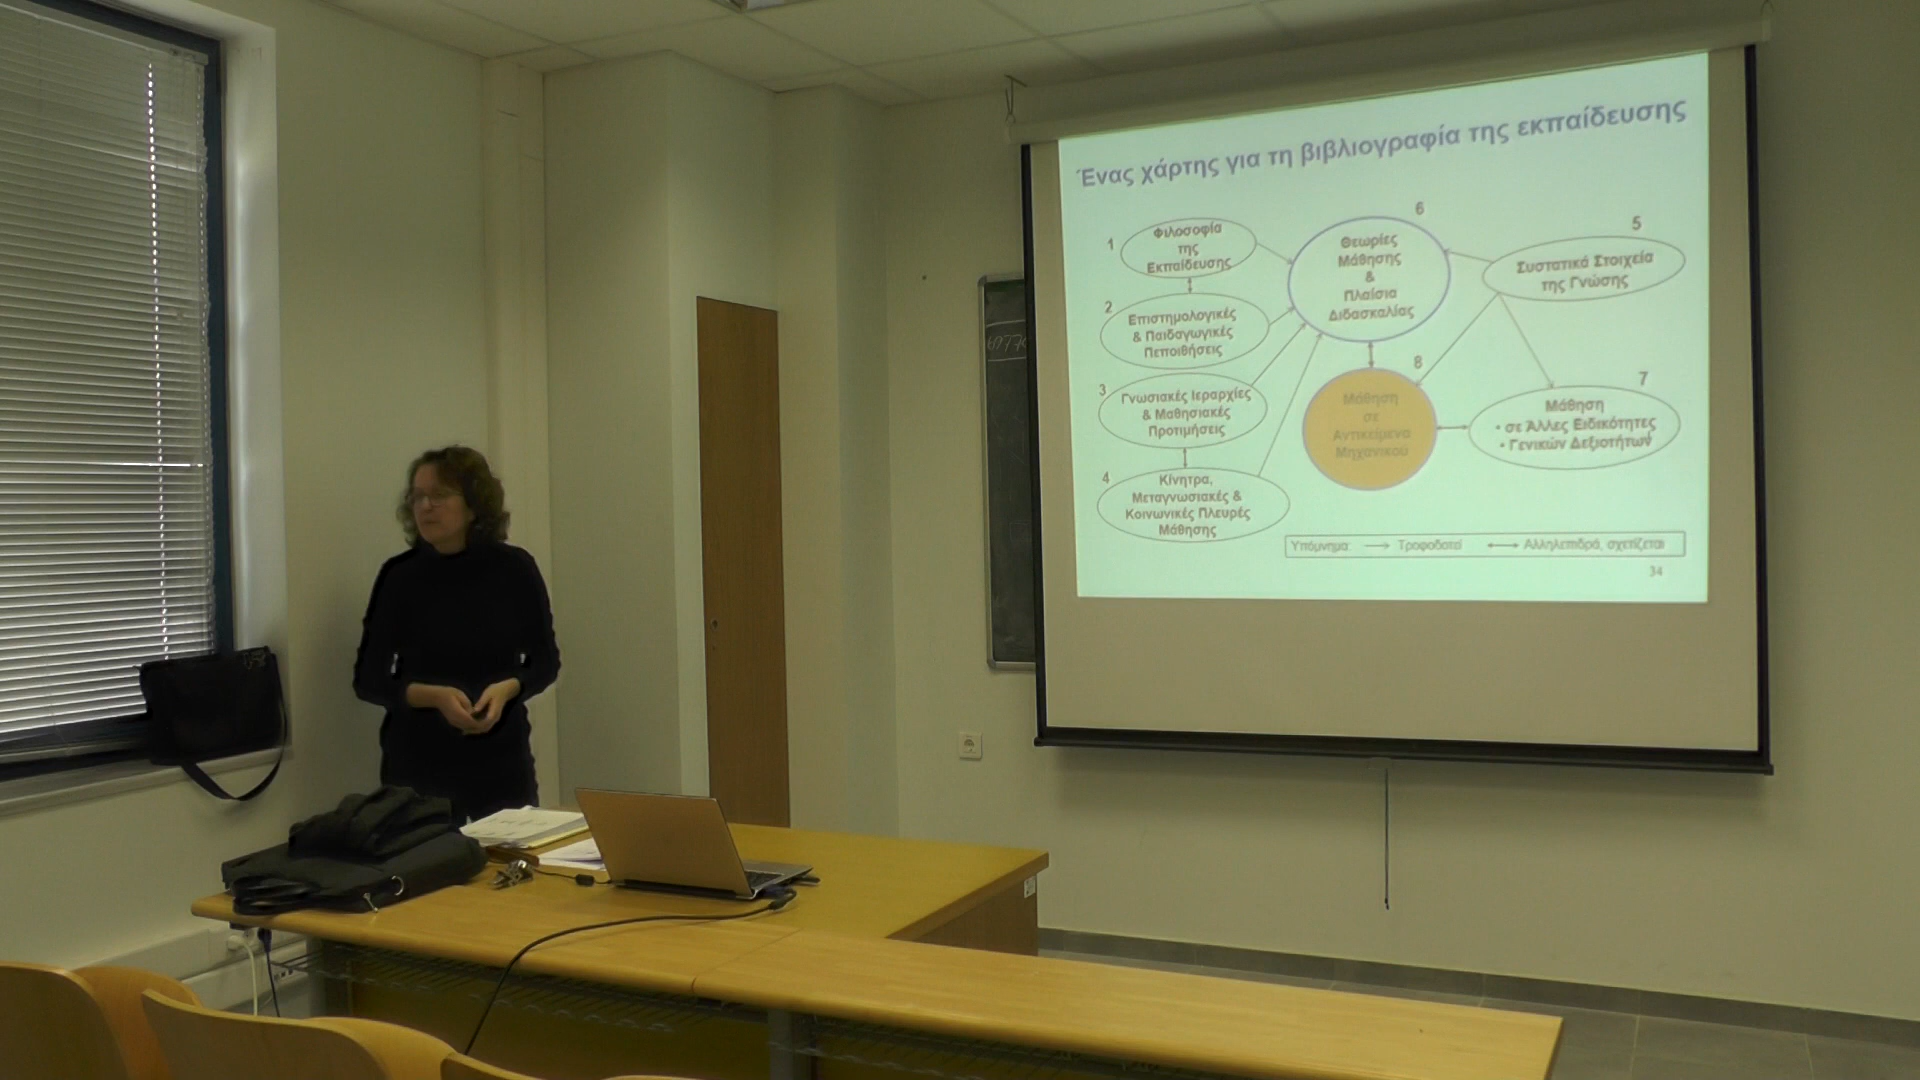 Ένας χάρτης για τη βιβλιογραφία της εκπαίδευσης
1
Φιλοσοφία
της
Εκπαίδευσης
2
Επιστημολογικές
& Παιδαγωγικές
Πεποιθήσεις
3
Γνωσιακές Ιεραρχίες
& Μαθησιακές
Προτιμήσεις
4
Κίνητρα,
Μεταγνωσιακές &
Κοινωνικές Πλευρές
Μάθησης
6
Θεωρίες
Μάθησης
&
Πλαίσια
Διδασκαλίας
5
Συστατικά Στοιχεία
της Γνώσης
8
Μάθηση
σε
Αντικείμενα
Μηχανικού
7
Μάθηση
• σε Άλλες Ειδικότητες
• Γενικών Δεξιοτήτων
Υπόμνημα: Τροφοδοτεί Αλληλεπιδρά, σχετίζεται
34